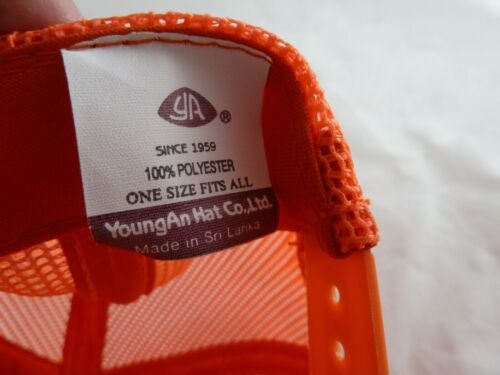 YA ®
SINCE 1959
100% POLYESTER
ONE SIZE FITS ALL
YoungAn Hat Co.,Ltd.
Made in Sri Lanka